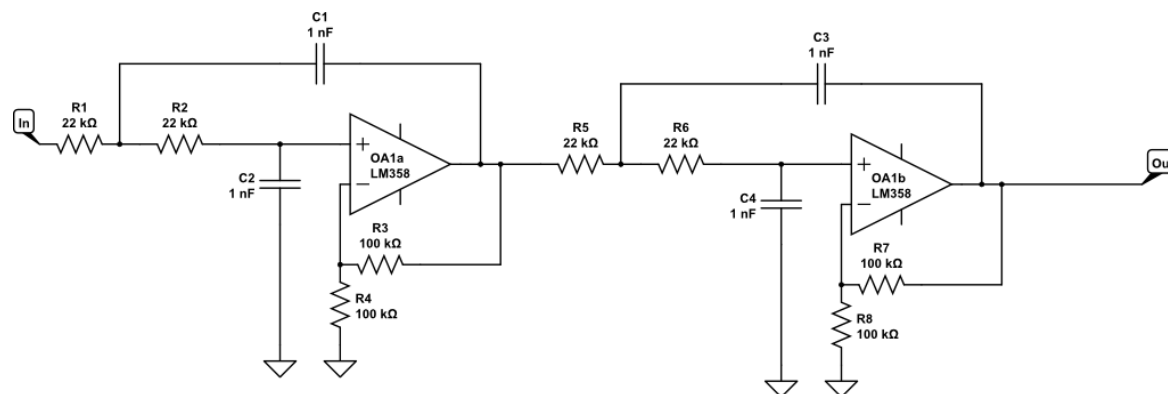 C1
1 nF
C3
1 nF
In
R1
22 kΩ
R2
22 kΩ
+
OA1a
LM358
−
C2
1 nF
R3
100 kΩ
R4
100 kΩ
R5
22 kΩ
R6
22 kΩ
+
OA1b
LM358
−
C4
1 nF
R7
100 kΩ
R8
100 kΩ
Ou